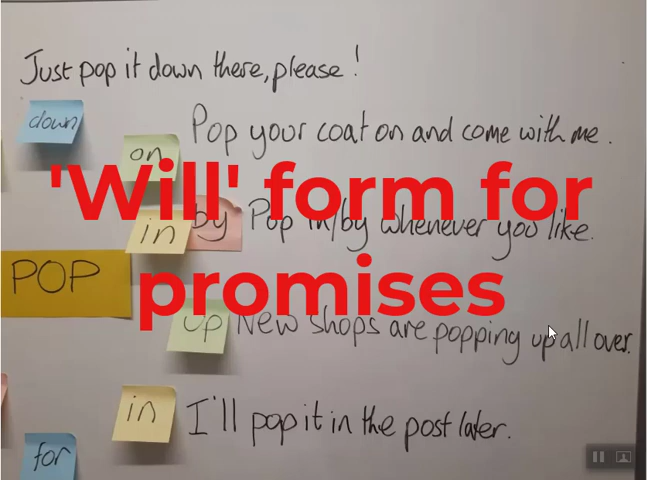 Just pop it down there, please!
down
on Pop your coat on and come with me.
'Will' form for
in by Pop in/by whenever you like.
POP
promises
up New shops are popping up all over.
in I'll pop it in the post later.
for